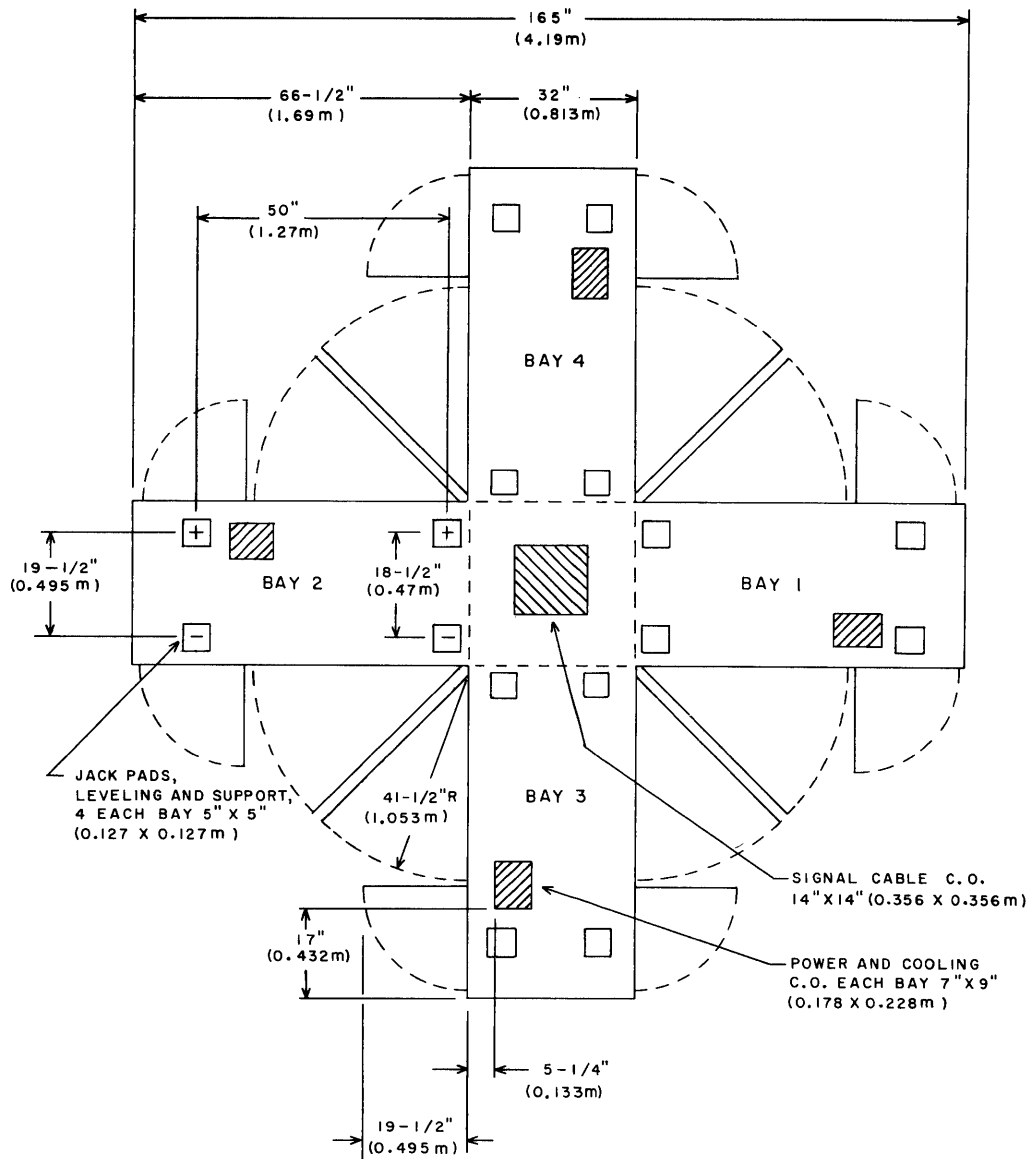 165"
(4.19m)
66-1/2"
(1.69m)
32"
(0.813m)
50"
(1.27m)
BAY 4
19-1/2"
(0.495m)
BAY 2
18-1/2"
(0.47m)
BAY 1
JACK PADS,
LEVELING AND SUPPORT,
4 EACH BAY 5" X 5"
(0.127 X 0.127m)
41-1/2"R
(1.053m)
BAY 3
SIGNAL CABLE C.O.
14"X14" (0.356 X 0.356m)
17"
(0.432m)
POWER AND COOLING
C.O. EACH BAY 7"X9"
(0.178 X 0.228m)
5-1/4"
(0.133m)
19-1/2"
(0.495m)